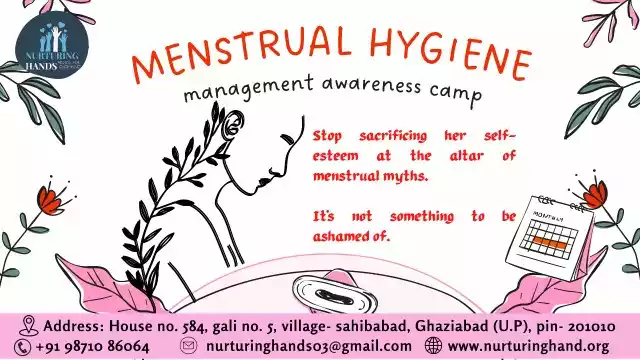 NURTURING
HANDS
MENSTRUAL HYGIENE
management awareness camp
Stop sacrificing her self-
esteem at the altar of
menstrual myths.
It's not something to be
ashamed of.
MONTHLY
Address: House no. 584, gali no. 5, village- sahibabad, Ghaziabad (U.P), pin- 201010
+91 98710 86064 nurturinghands03@gmail.com www.nurturinghand.org